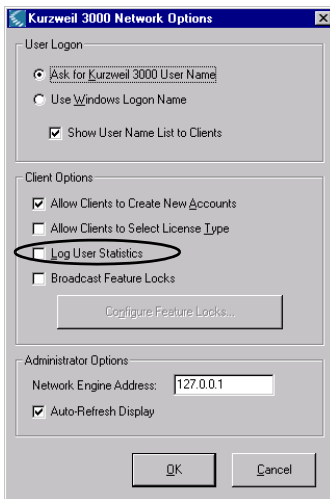 Kurzweil 3000 Network Options
User Logon
Ask for Kurzweil 3000 User Name
Use Windows Logon Name
Show User Name List to Clients
Client Options
Allow Clients to Create New Accounts
Allow Clients to Select License Type
Log User Statistics
Broadcast Feature Locks
Configure Feature Locks...
Administrator Options
Network Engine Address: 127.0.0.1
Auto-Refresh Display
OK Cancel